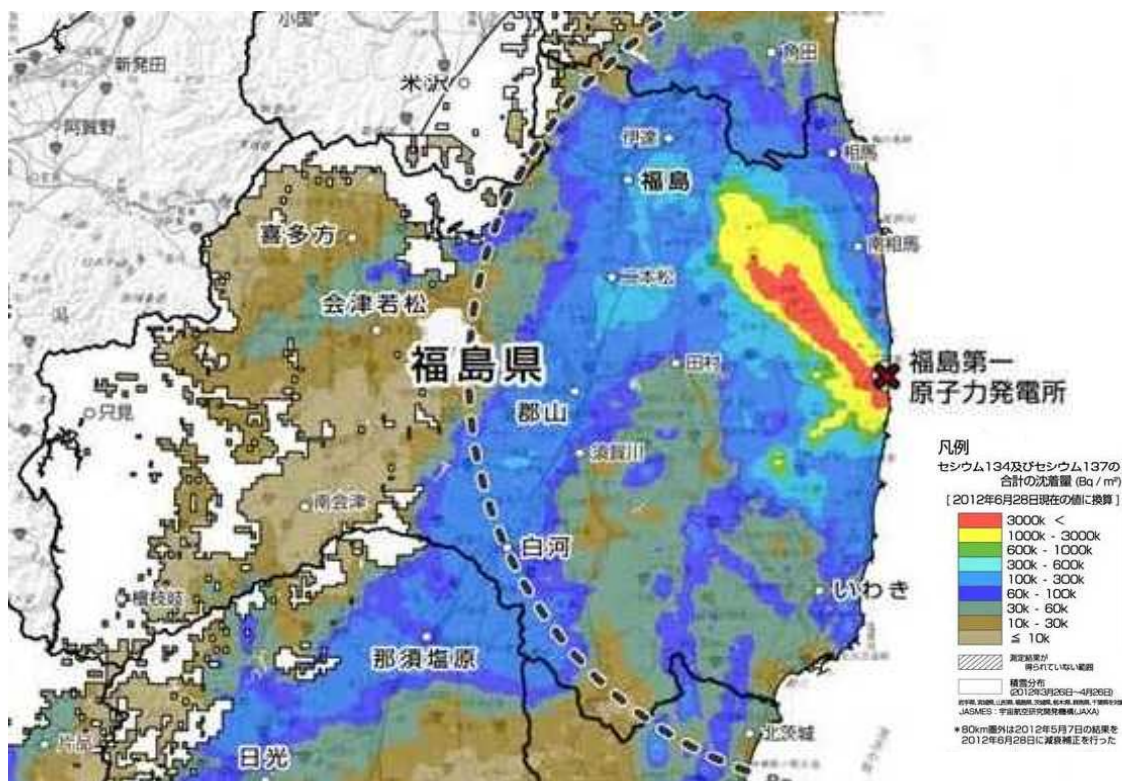 小国
新発田
米沢
角田
阿賀野
伊達
相馬
福島
喜多方
南相馬
二本松
会津若松
福島県
田村
福島第一
原子力発電所
只見
郡山
須賀川
南会津
白河
檜枝岐
いわき
那須塩原
北茨城
日光
片品
凡例
セシウム134及びセシウム137の
合計の沈着量 (Bq / m²)
[ 2012年6月28日現在の値に換算 ]
3000k <
1000k - 3000k
600k - 1000k
300k - 600k
100k - 300k
60k - 100k
30k - 60k
10k - 30k
≦ 10k
測定結果が
得られていない範囲
積雪分布
(2012年3月26日～4月26日)
JASMES : 宇宙航空研究開発機構(JAXA)
* 80km圏外は2012年5月7日の結果を
2012年6月28日に減衰補正を行った